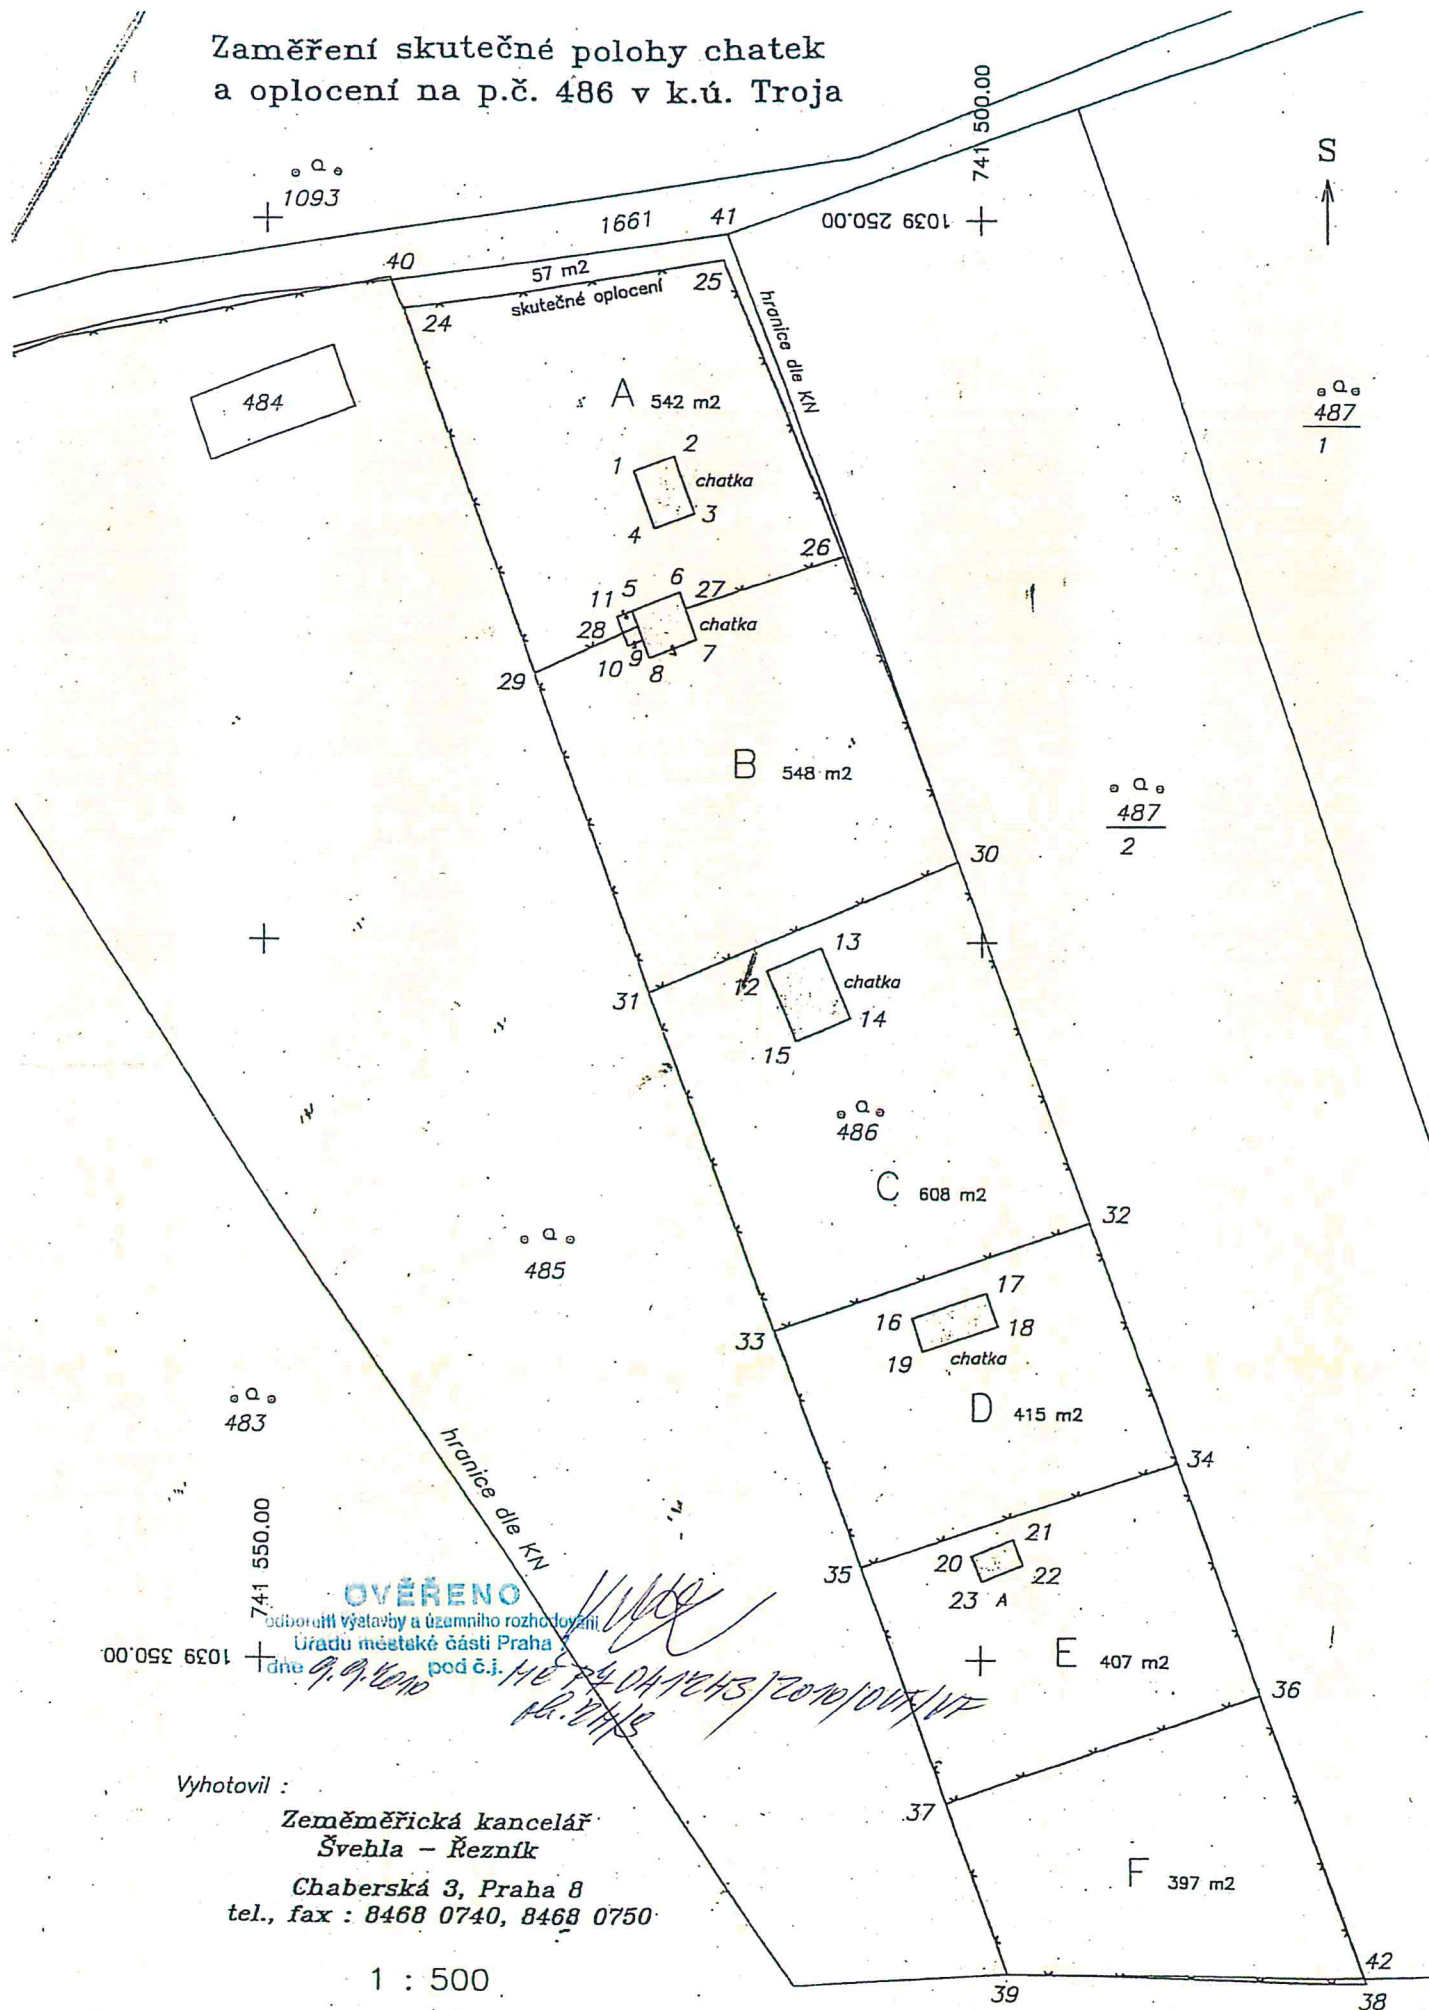 Zaměření skutečné polohy chatek
a oplocení na p.č. 486 v k.ú. Troja
S
741 500.00
1039 250.00
1093
1661
41
40
57 m2
skutečné oplocení
25
24
hranice dle KN
484
A 542 m2
487
1
1
2
chatka
3
4
26
5
6
27
11
28
chatka
7
10
9
8
29
B 548 m2
487
2
30
13
12
chatka
14
31
15
486
C 608 m2
485
32
17
16
18
33
19
chatka
483
D 415 m2
hranice dle KN
34
21
20
22
35
23
A
741 550.00
1039 350.00
OVĚŘENO
odborem výstavby a územního rozhodování
Úřadu městské části Praha 7
dne 9.9.2010 pod č.j.
E 407 m2
36
37
Vyhotovil :
Zeměměřická kancelář
Švehla – Řezník
Chaberská 3, Praha 8
tel., fax : 8468 0740, 8468 0750
F 397 m2
1 : 500
42
39
38